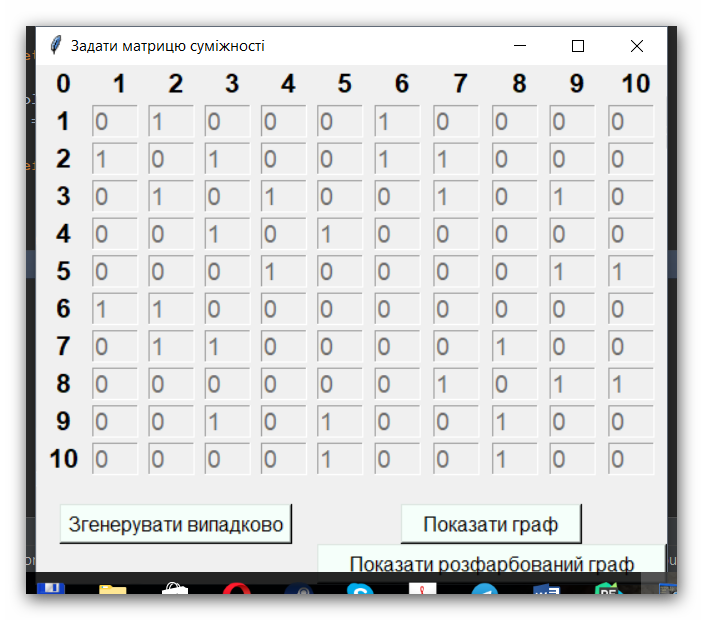 Задати матрицю суміжності
0 1 2 3 4 5 6 7 8 9 10
1 0 1 0 0 0 1 0 0 0 0
2 1 0 1 0 0 1 1 0 0 0
3 0 1 0 1 0 0 1 0 1 0
4 0 0 1 0 1 0 0 0 0 0
5 0 0 0 1 0 0 0 0 1 1
6 1 1 0 0 0 0 0 0 0 0
7 0 1 1 0 0 0 0 1 0 0
8 0 0 0 0 0 0 1 0 1 1
9 0 0 1 0 1 0 0 1 0 0
10 0 0 0 0 1 0 0 1 0 0
Згенерувати випадково Показати граф
Показати розфарбований граф